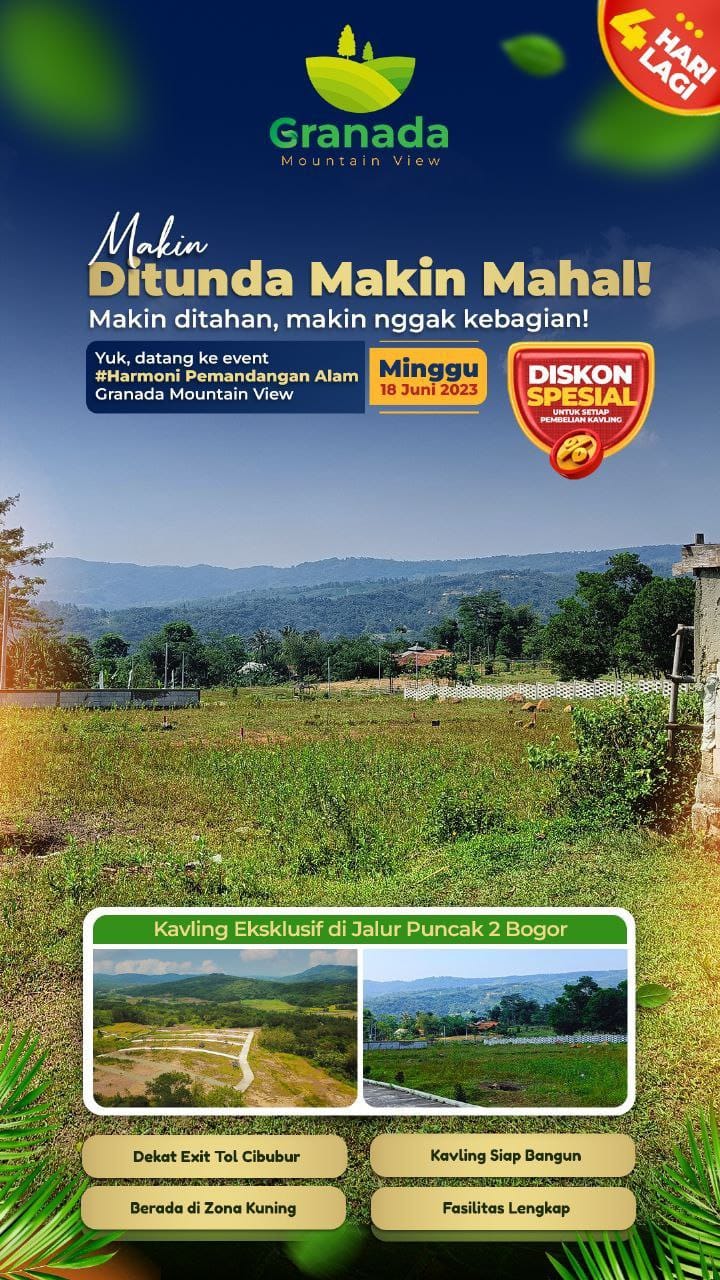 4 HARI
LAGI
Granada
Mountain View
Makin
Ditunda Makin Mahal!
Makin ditahan, makin nggak kebagian!
Yuk, datang ke event
#Harmoni Pemandangan Alam
Granada Mountain View
Minggu
18 Juni 2023
DISKON
SPESIAL
UNTUK SETIAP
PEMBELIAN KAVLING
%
Kavling Eksklusif di Jalur Puncak 2 Bogor
Dekat Exit Tol Cibubur
Kavling Siap Bangun
Berada di Zona Kuning
Fasilitas Lengkap